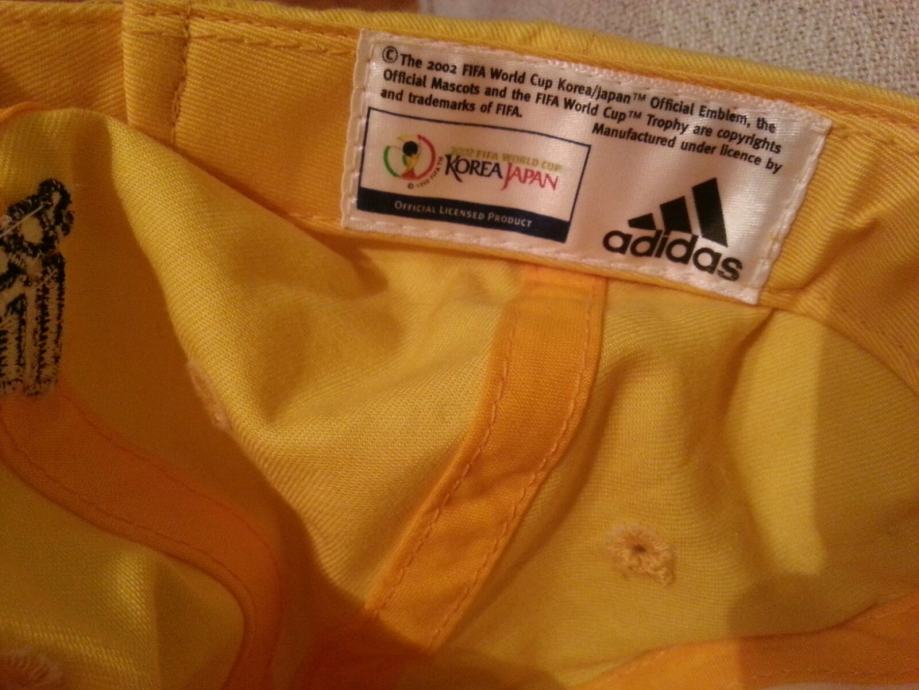 © The 2002 FIFA World Cup Korea/Japan™ Official Emblem, the
Official Mascots and the FIFA World Cup™ Trophy are copyrights
and trademarks of FIFA.
Manufactured under licence by
2002 FIFA WORLD CUP
KOREA JAPAN
© 1999 FIFA™
OFFICIAL LICENSED PRODUCT
adidas